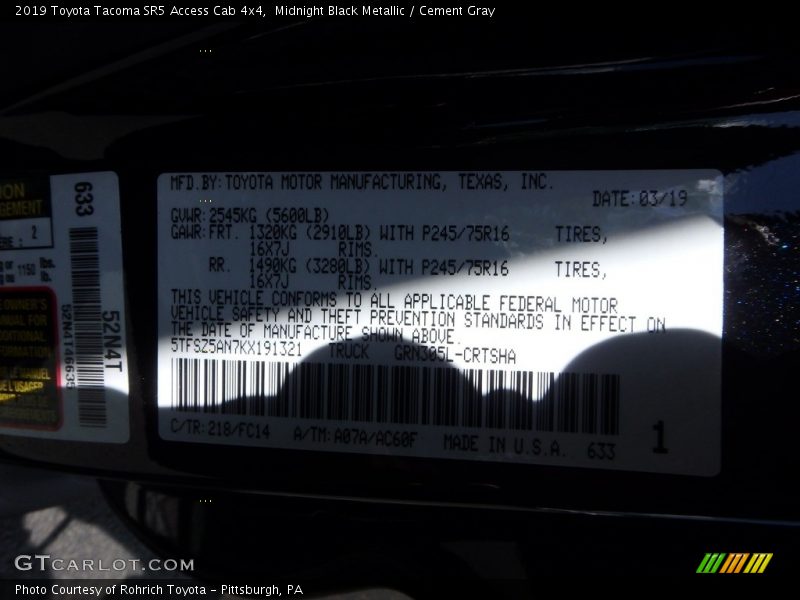 2019 Toyota Tacoma SR5 Access Cab 4x4, Midnight Black Metallic / Cement Gray
MFD.BY:TOYOTA MOTOR MANUFACTURING, TEXAS, INC.
DATE:03/19
GVWR:2545KG (5600LB)
GAWR:FRT. 1320KG (2910LB) WITH P245/75R16 TIRES,
16X7J RIMS.
RR. 1490KG (3280LB) WITH P245/75R16 TIRES,
16X7J RIMS.
THIS VEHICLE CONFORMS TO ALL APPLICABLE FEDERAL MOTOR
VEHICLE SAFETY AND THEFT PREVENTION STANDARDS IN EFFECT ON
THE DATE OF MANUFACTURE SHOWN ABOVE.
5TFSZ5AN7KX191321 TRUCK GRN305L-CRTSHA
C/TR:218/FC14 A/TM:A07A/AC60F MADE IN U.S.A. 633
1
633
52N4T
: 2
1150 lbs.
GTCARLOT.COM
Photo Courtesy of Rohrich Toyota - Pittsburgh, PA